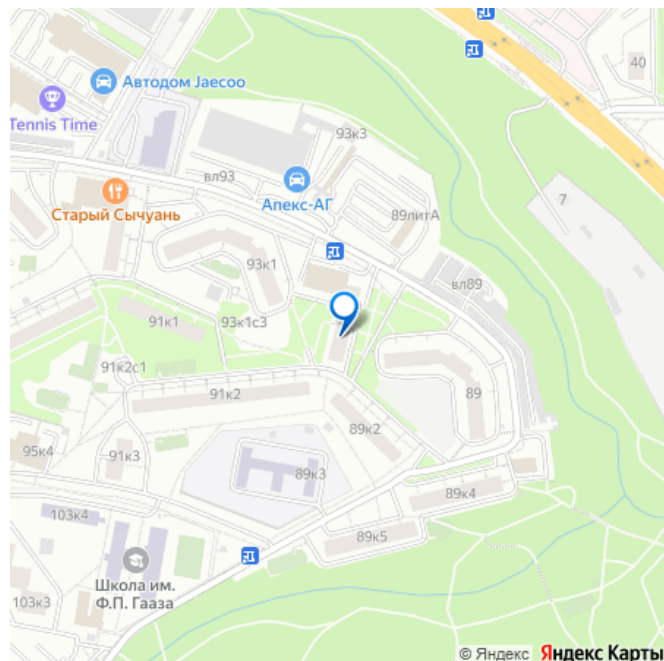 40
Автодом Jaecoo
Tennis Time
93к3
вл93
Апекс-АГ
Старый Сычуань
89литА
7
93к1
вл89
91к1
93к1с3
91к2с1
91к2
89
89к2
95к4
91к3
89к3
89к4
103к4
89к5
Школа им.
Ф.П. Гааза
103к3
© Яндекс Яндекс Карты